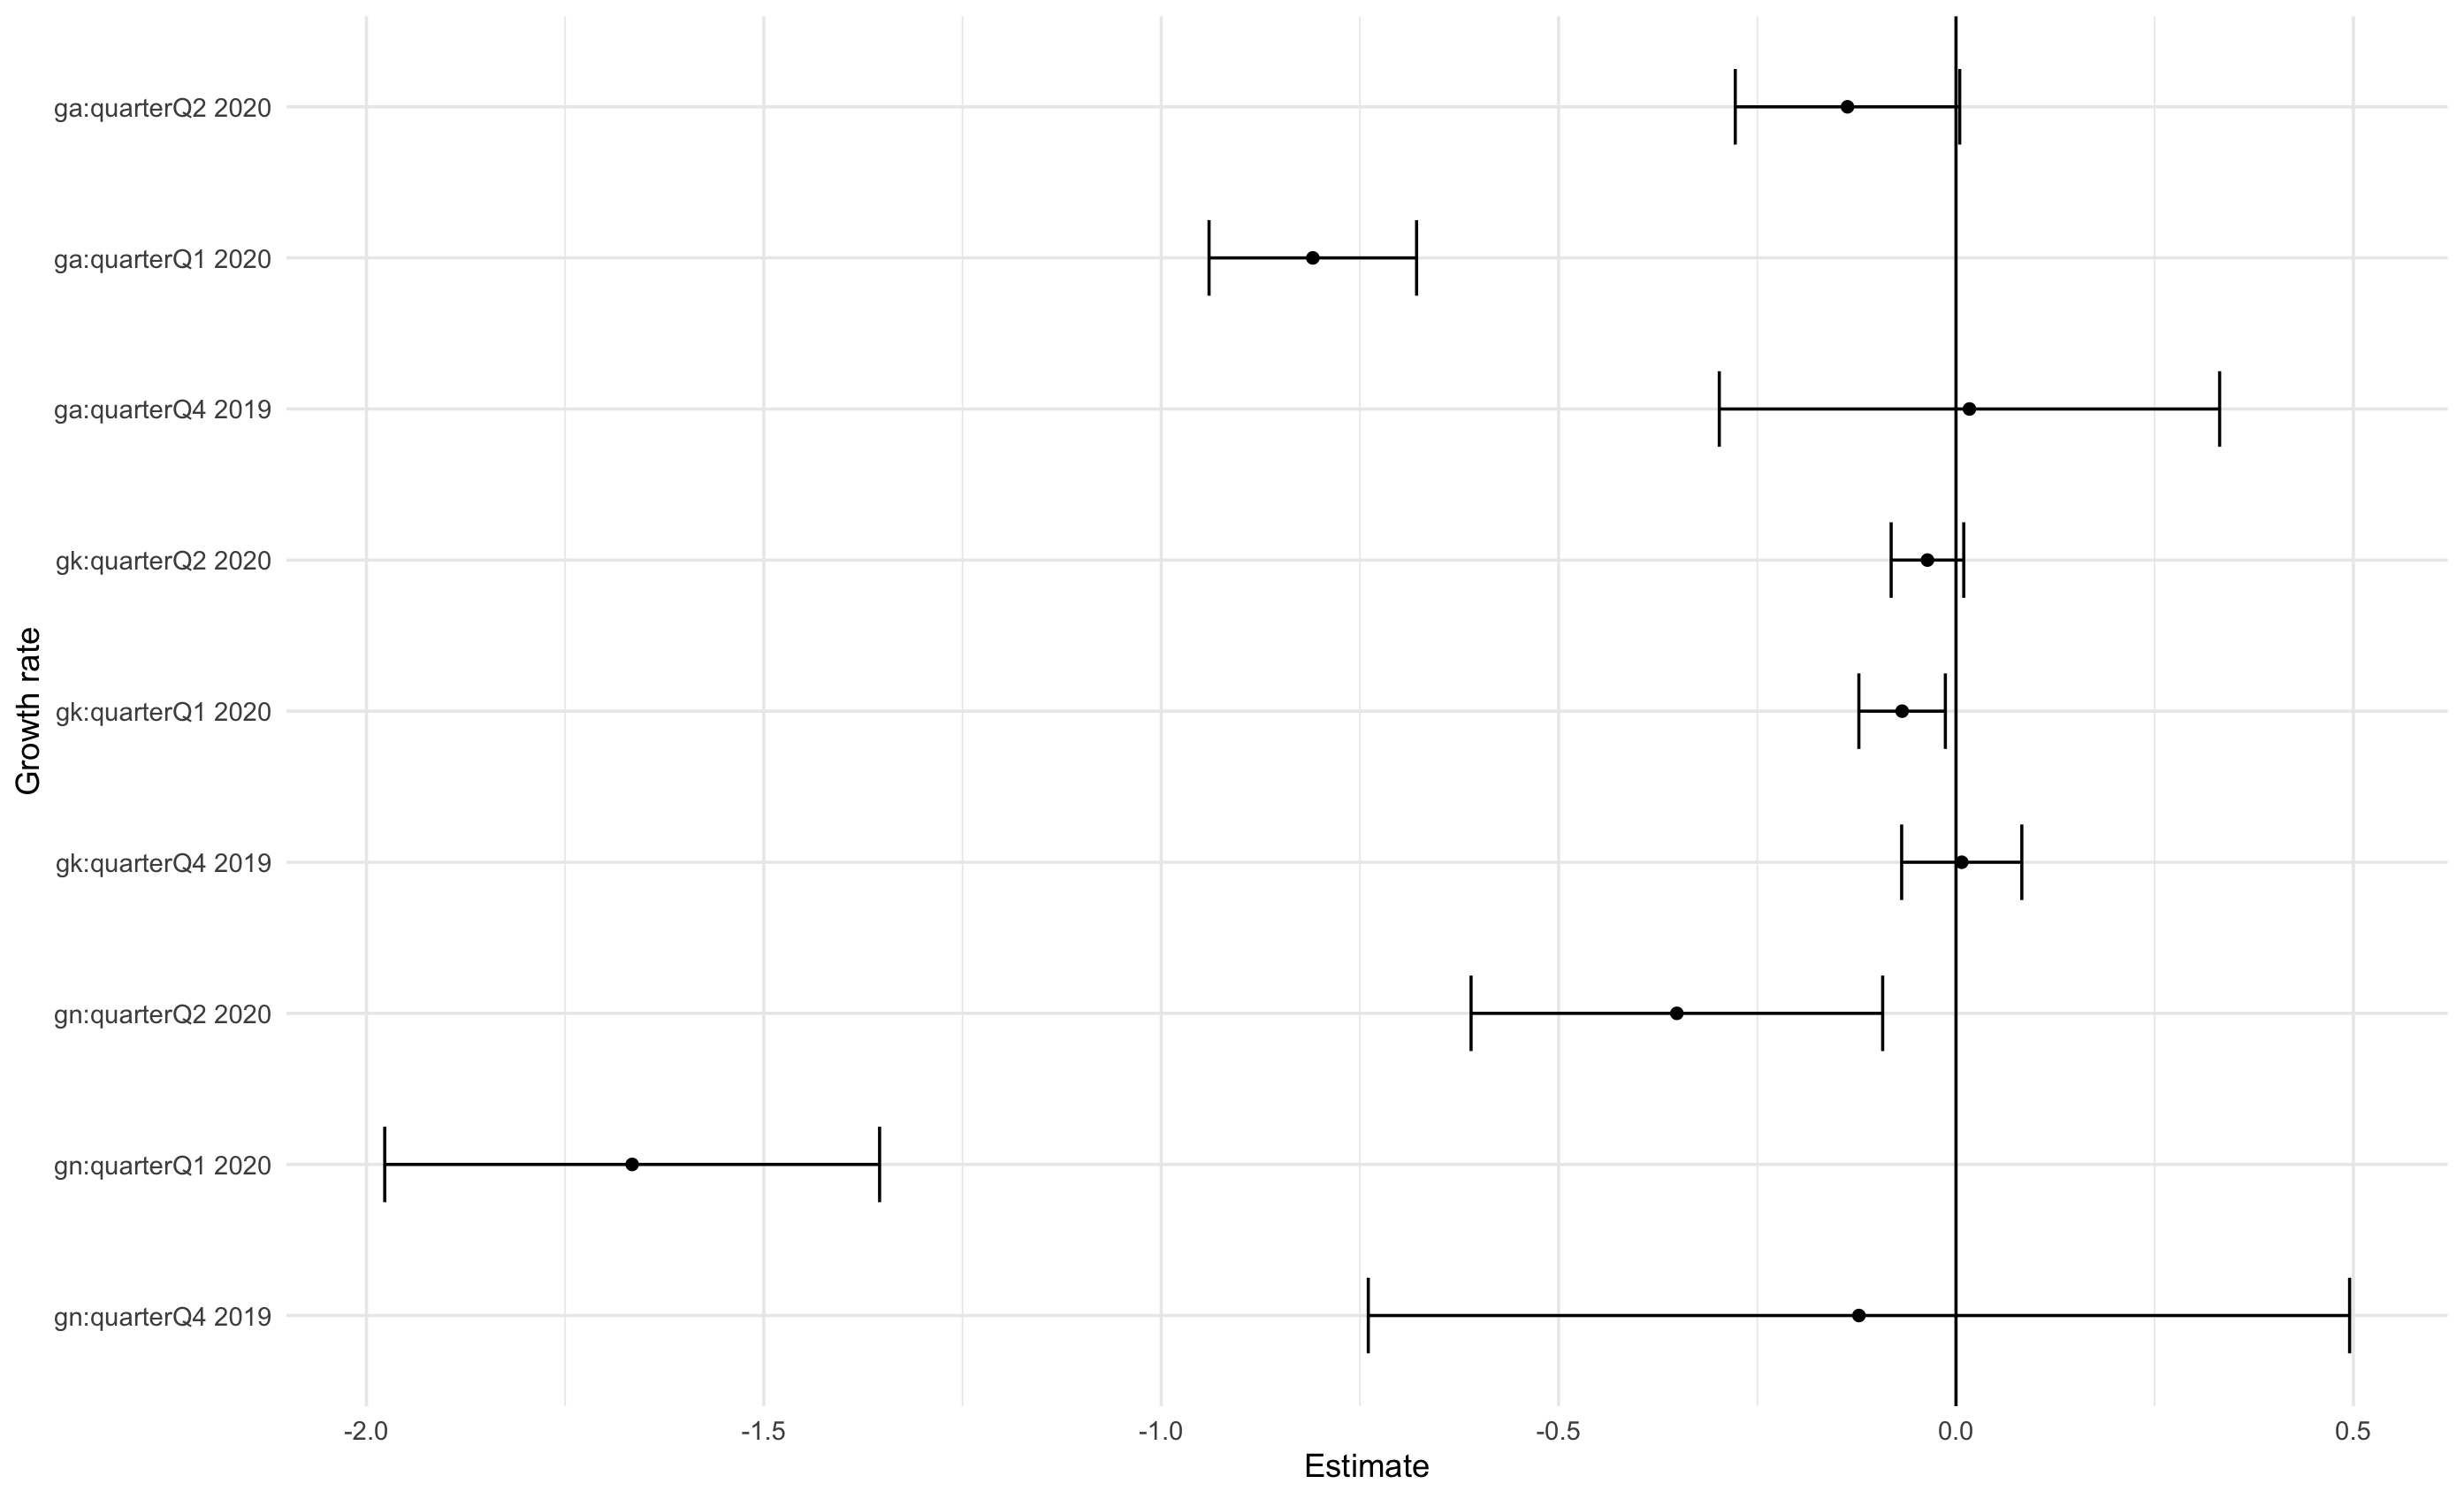 ga:quarterQ2 2020
ga:quarterQ1 2020
ga:quarterQ4 2019
gk:quarterQ2 2020
gk:quarterQ1 2020
gk:quarterQ4 2019
gn:quarterQ2 2020
gn:quarterQ1 2020
gn:quarterQ4 2019
Growth rate
-2.0 -1.5 -1.0 -0.5 0.0 0.5
Estimate